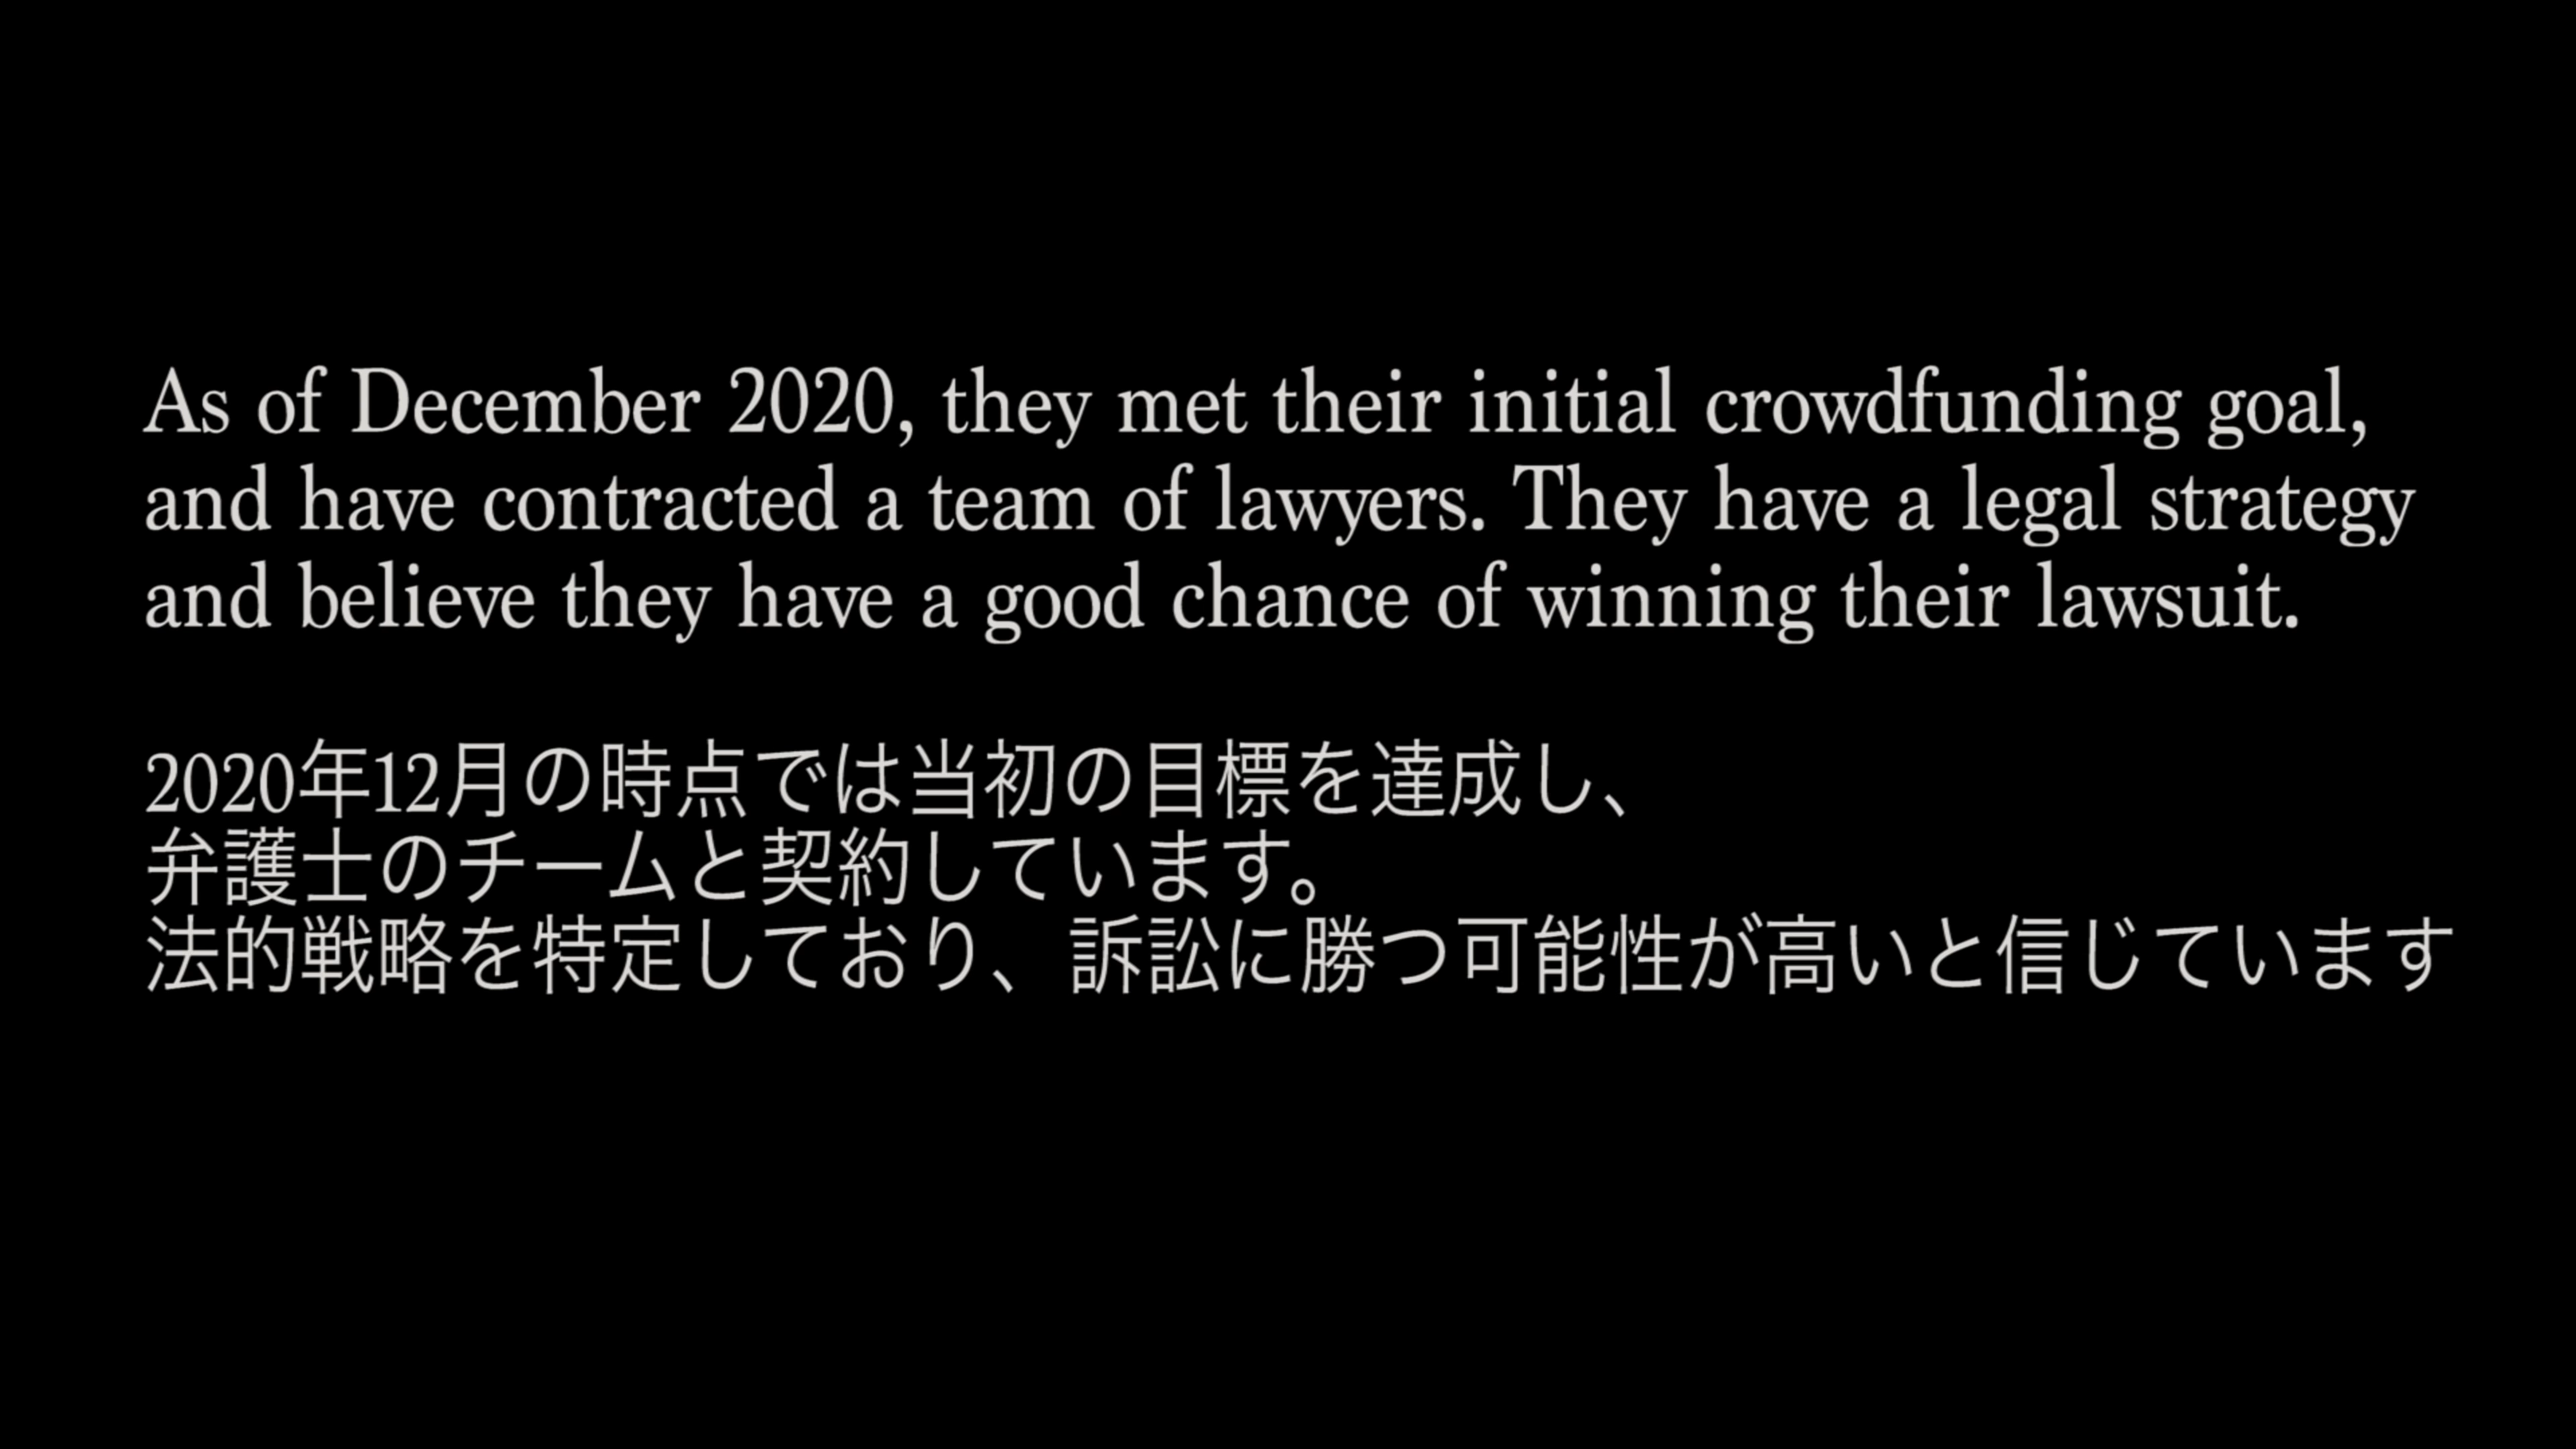 As of December 2020, they met their initial crowdfunding goal,
and have contracted a team of lawyers. They have a legal strategy
and believe they have a good chance of winning their lawsuit.
2020年12月の時点では当初の目標を達成し、
弁護士のチームと契約しています。
法的戦略を特定しており、訴訟に勝つ可能性が高いと信じています